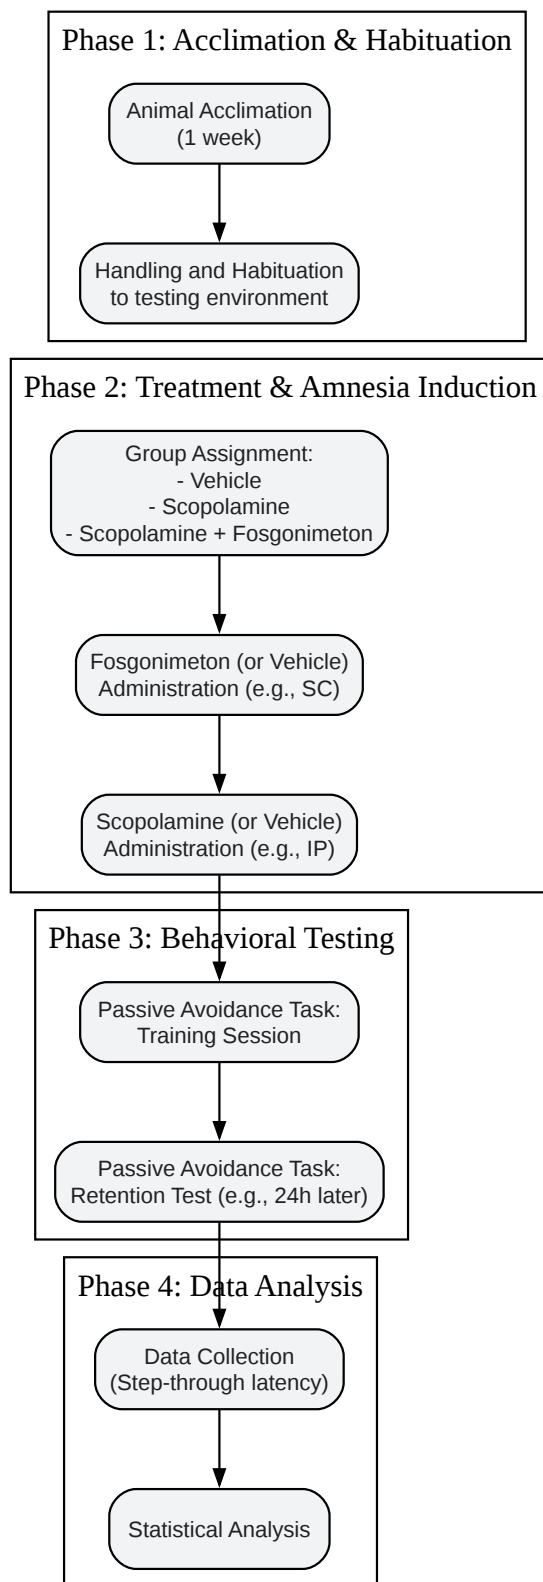 Phase 1: Acclimation & Habituation
Animal Acclimation
(1 week)
Handling and Habituation
to testing environment
Phase 2: Treatment & Amnesia Induction
Group Assignment:
- Vehicle
- Scopolamine
- Scopolamine + Fosgonimeton
Fosgonimeton (or Vehicle)
Administration (e.g., SC)
Scopolamine (or Vehicle)
Administration (e.g., IP)
Phase 3: Behavioral Testing
Passive Avoidance Task:
Training Session
Passive Avoidance Task:
Retention Test (e.g., 24h later)
Phase 4: Data Analysis
Data Collection
(Step-through latency)
Statistical Analysis